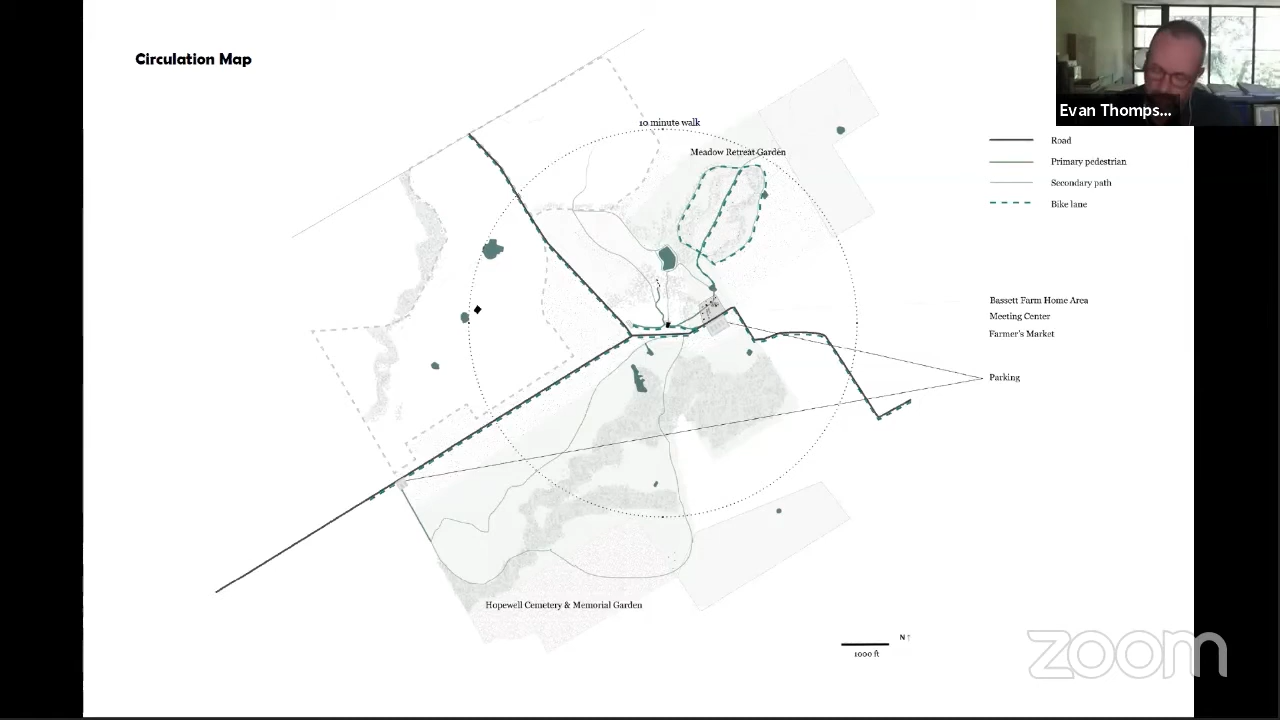 Circulation Map
Evan Thomps...
10 minute walk
Meadow Retreat Garden
Road
Primary pedestrian
Secondary path
Bike lane
Bassett Farm Home Area
Meeting Center
Farmer's Market
Parking
Hopewell Cemetery & Memorial Garden
N↑
1000 ft
zoom